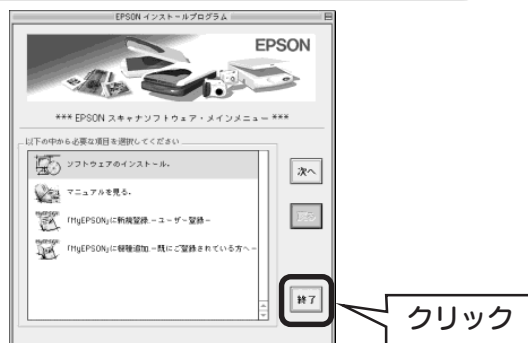 EPSON インストールプログラム
EPSON
*** EPSON スキャナソフトウェア・メインメニュー ***
以下の中から必要な項目を選択してください
ソフトウェアのインストール。
マニュアルを見る。
「MyEPSON」に新規登録.－ユーザー登録－
「MyEPSON」に機種追加.－既にご登録されている方へ－
次へ
戻る
終了
クリック